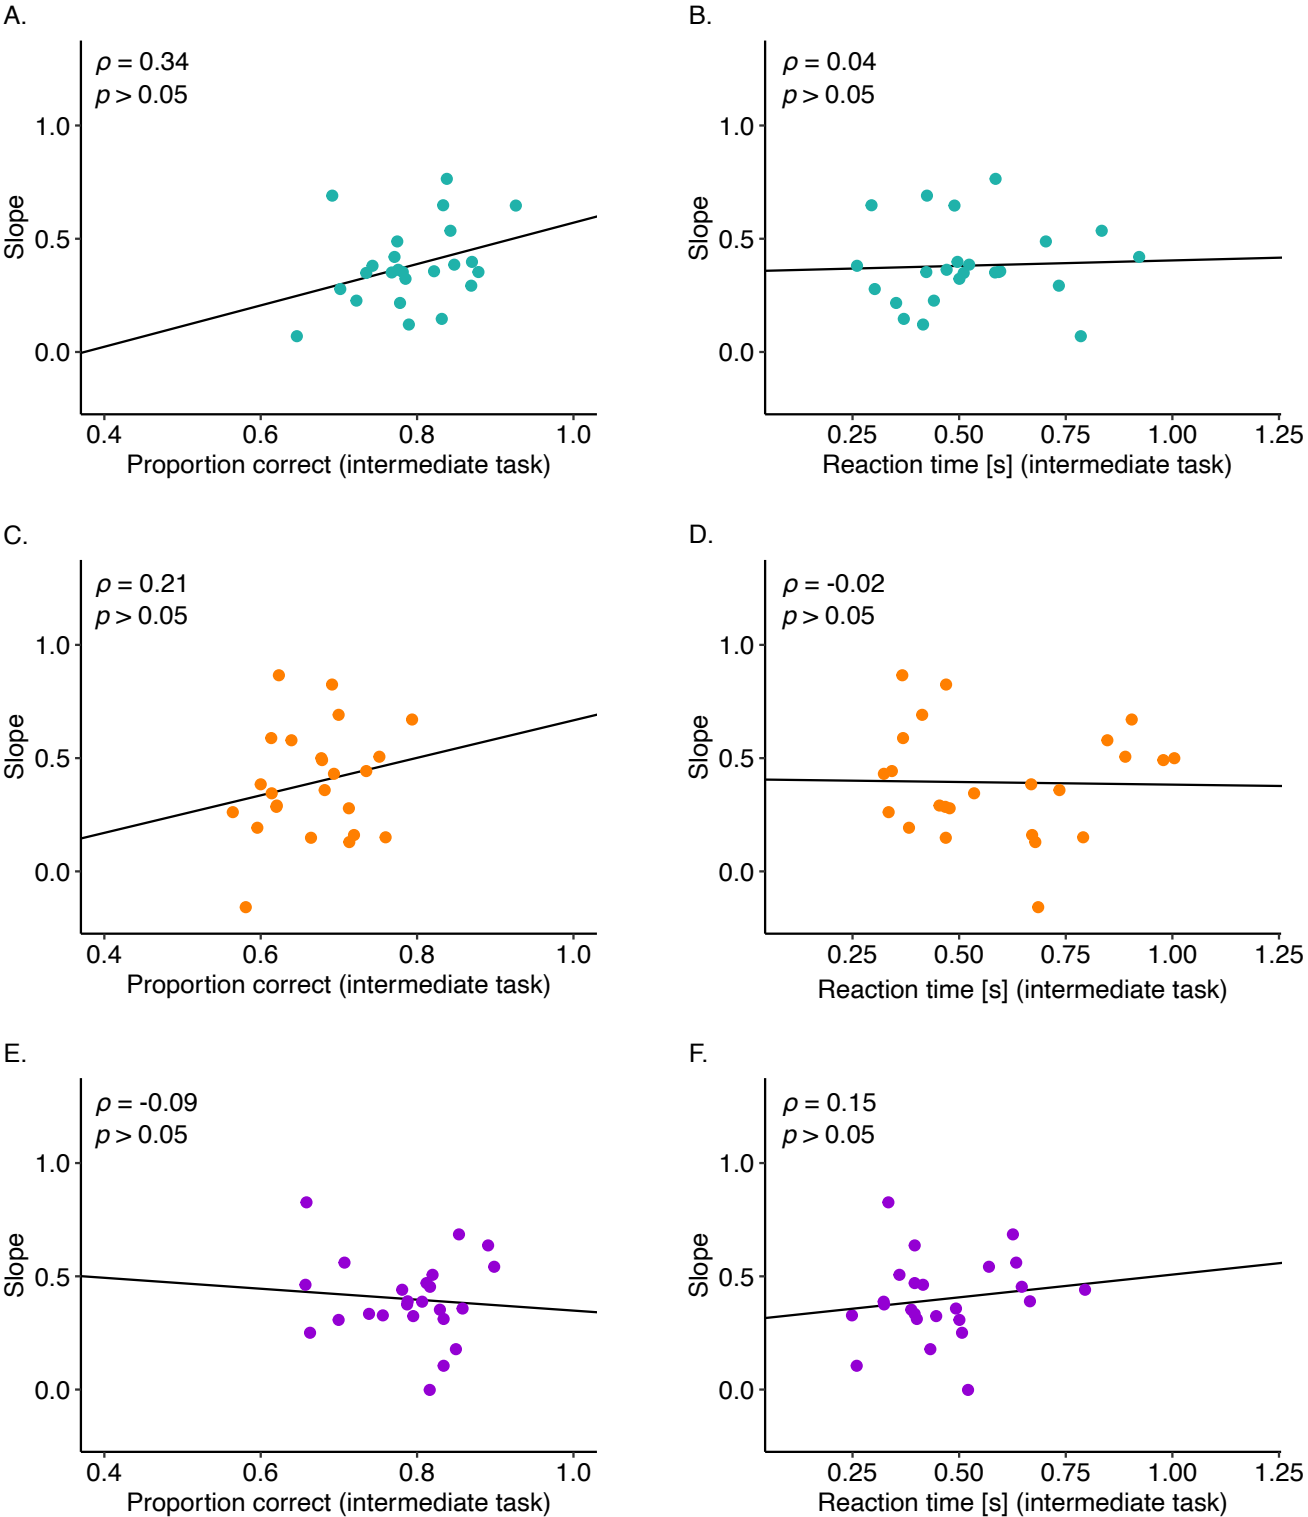 A.
ρ = 0.34
p > 0.05
1.0
0.5
0.0
Slope
0.4 0.6 0.8 1.0
Proportion correct (intermediate task)
B.
ρ = 0.04
p > 0.05
1.0
0.5
0.0
Slope
0.25 0.50 0.75 1.00 1.25
Reaction time [s] (intermediate task)
C.
ρ = 0.21
p > 0.05
1.0
0.5
0.0
Slope
0.4 0.6 0.8 1.0
Proportion correct (intermediate task)
D.
ρ = -0.02
p > 0.05
1.0
0.5
0.0
Slope
0.25 0.50 0.75 1.00 1.25
Reaction time [s] (intermediate task)
E.
ρ = -0.09
p > 0.05
1.0
0.5
0.0
Slope
0.4 0.6 0.8 1.0
Proportion correct (intermediate task)
F.
ρ = 0.15
p > 0.05
1.0
0.5
0.0
Slope
0.25 0.50 0.75 1.00 1.25
Reaction time [s] (intermediate task)